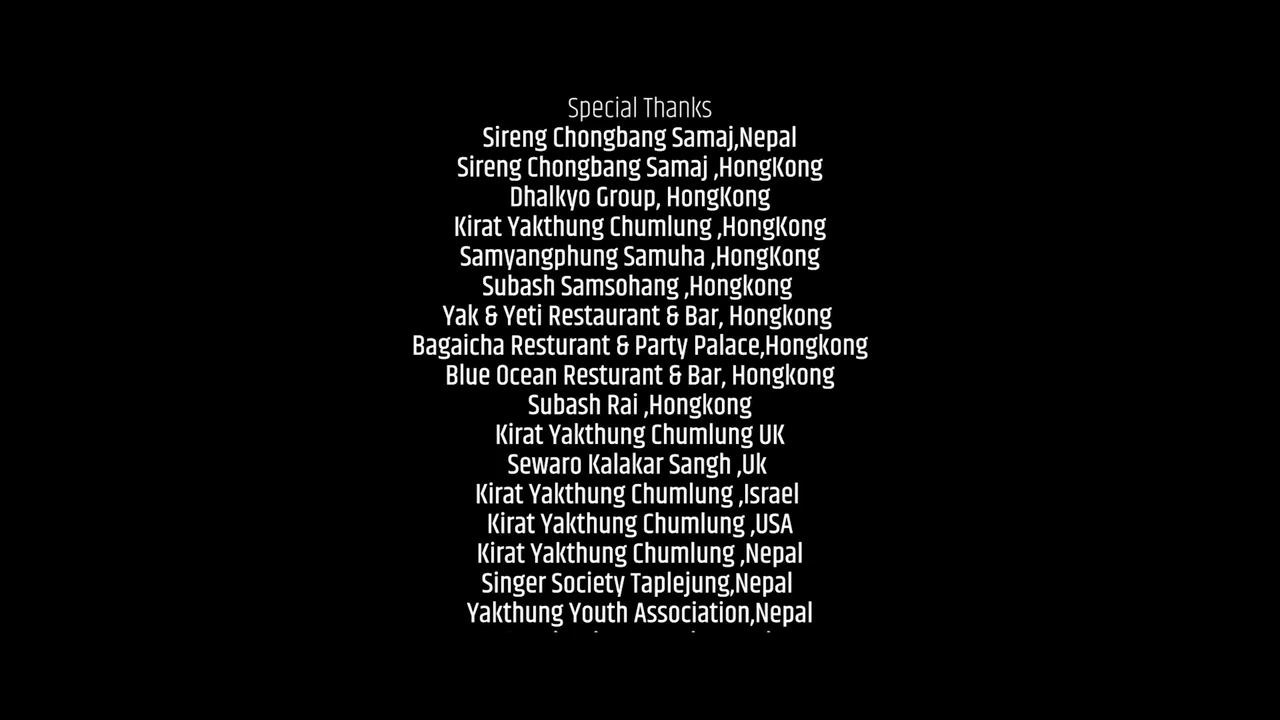 Special Thanks
Sireng Chongbang Samaj,Nepal
Sireng Chongbang Samaj ,HongKong
Dhalkyo Group, HongKong
Kirat Yakthung Chumlung ,HongKong
Samyangphung Samuha ,HongKong
Subash Samsohang ,Hongkong
Yak & Yeti Restaurant & Bar, Hongkong
Bagaicha Resturant & Party Palace,Hongkong
Blue Ocean Resturant & Bar, Hongkong
Subash Rai ,Hongkong
Kirat Yakthung Chumlung UK
Sewaro Kalakar Sangh ,Uk
Kirat Yakthung Chumlung ,Israel
Kirat Yakthung Chumlung ,USA
Kirat Yakthung Chumlung ,Nepal
Singer Society Taplejung,Nepal
Yakthung Youth Association,Nepal